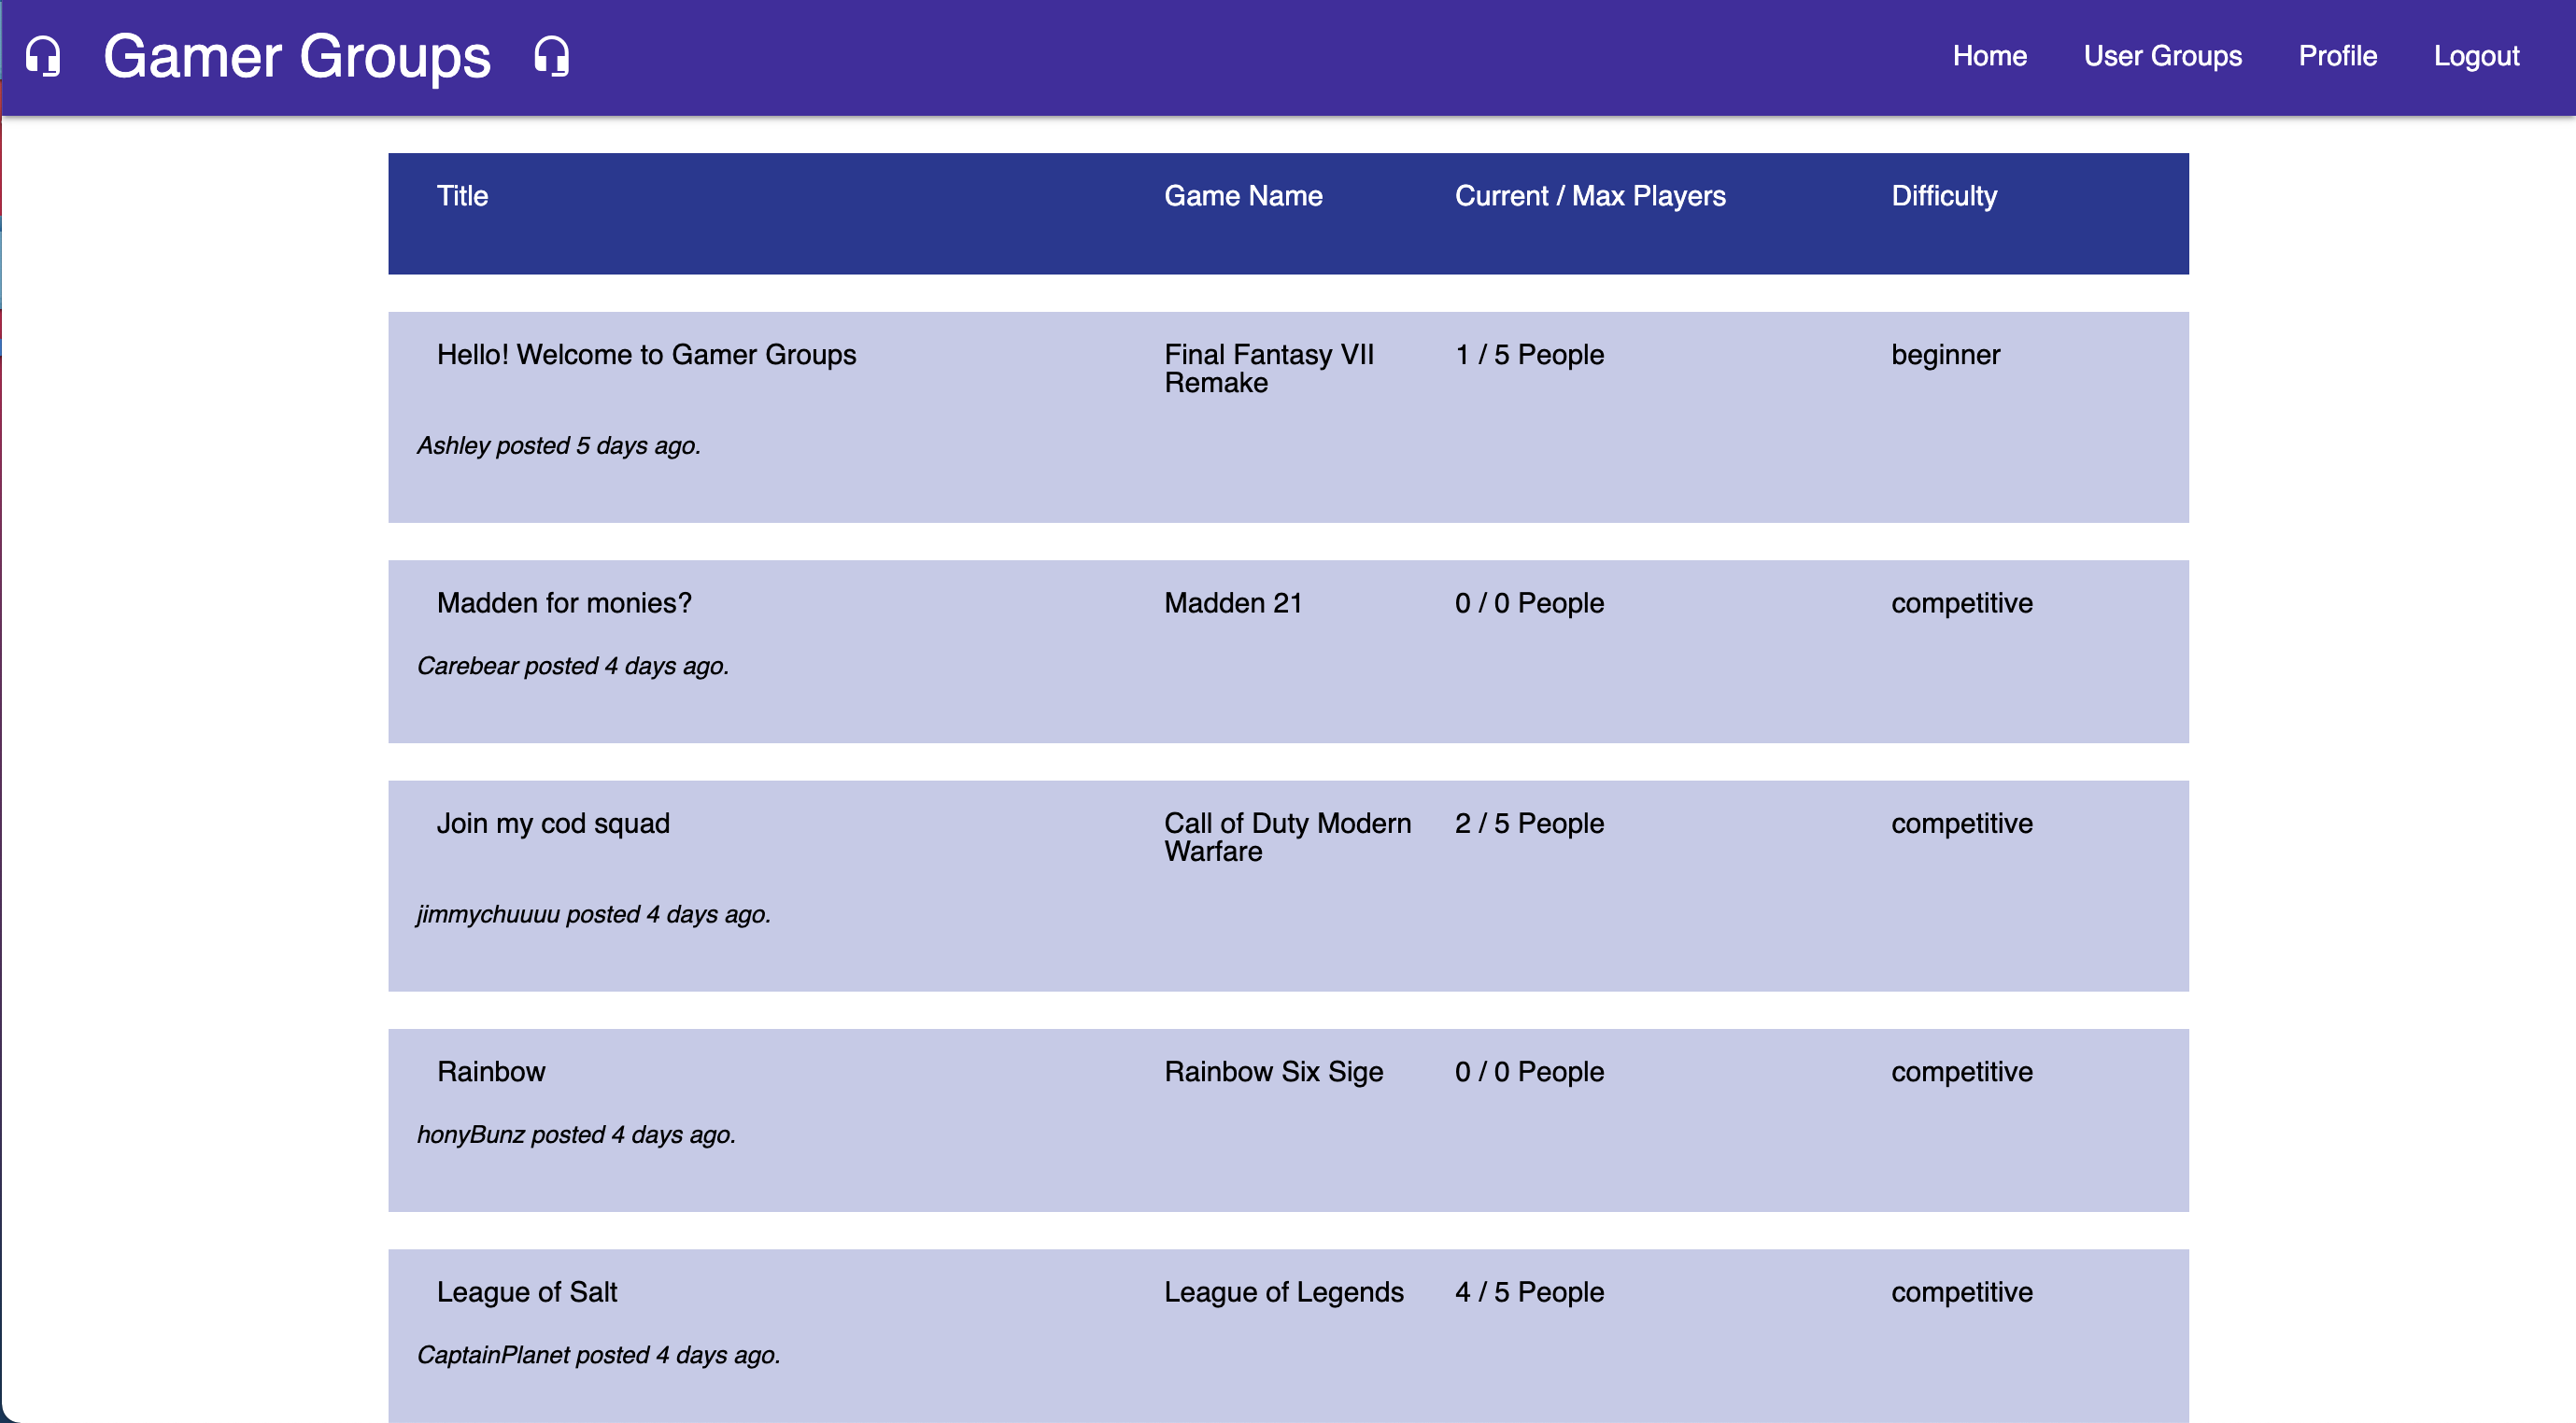 Gamer Groups
Home User Groups Profile Logout
Title Game Name Current / Max Players Difficulty
Hello! Welcome to Gamer Groups Final Fantasy VII 1 / 5 People beginner
Remake
Ashley posted 5 days ago.
Madden for monies? Madden 21 0 / 0 People competitive
Carebear posted 4 days ago.
Join my cod squad Call of Duty Modern 2 / 5 People competitive
Warfare
jimmychuuuu posted 4 days ago.
Rainbow Rainbow Six Sige 0 / 0 People competitive
honyBunz posted 4 days ago.
League of Salt League of Legends 4 / 5 People competitive
CaptainPlanet posted 4 days ago.